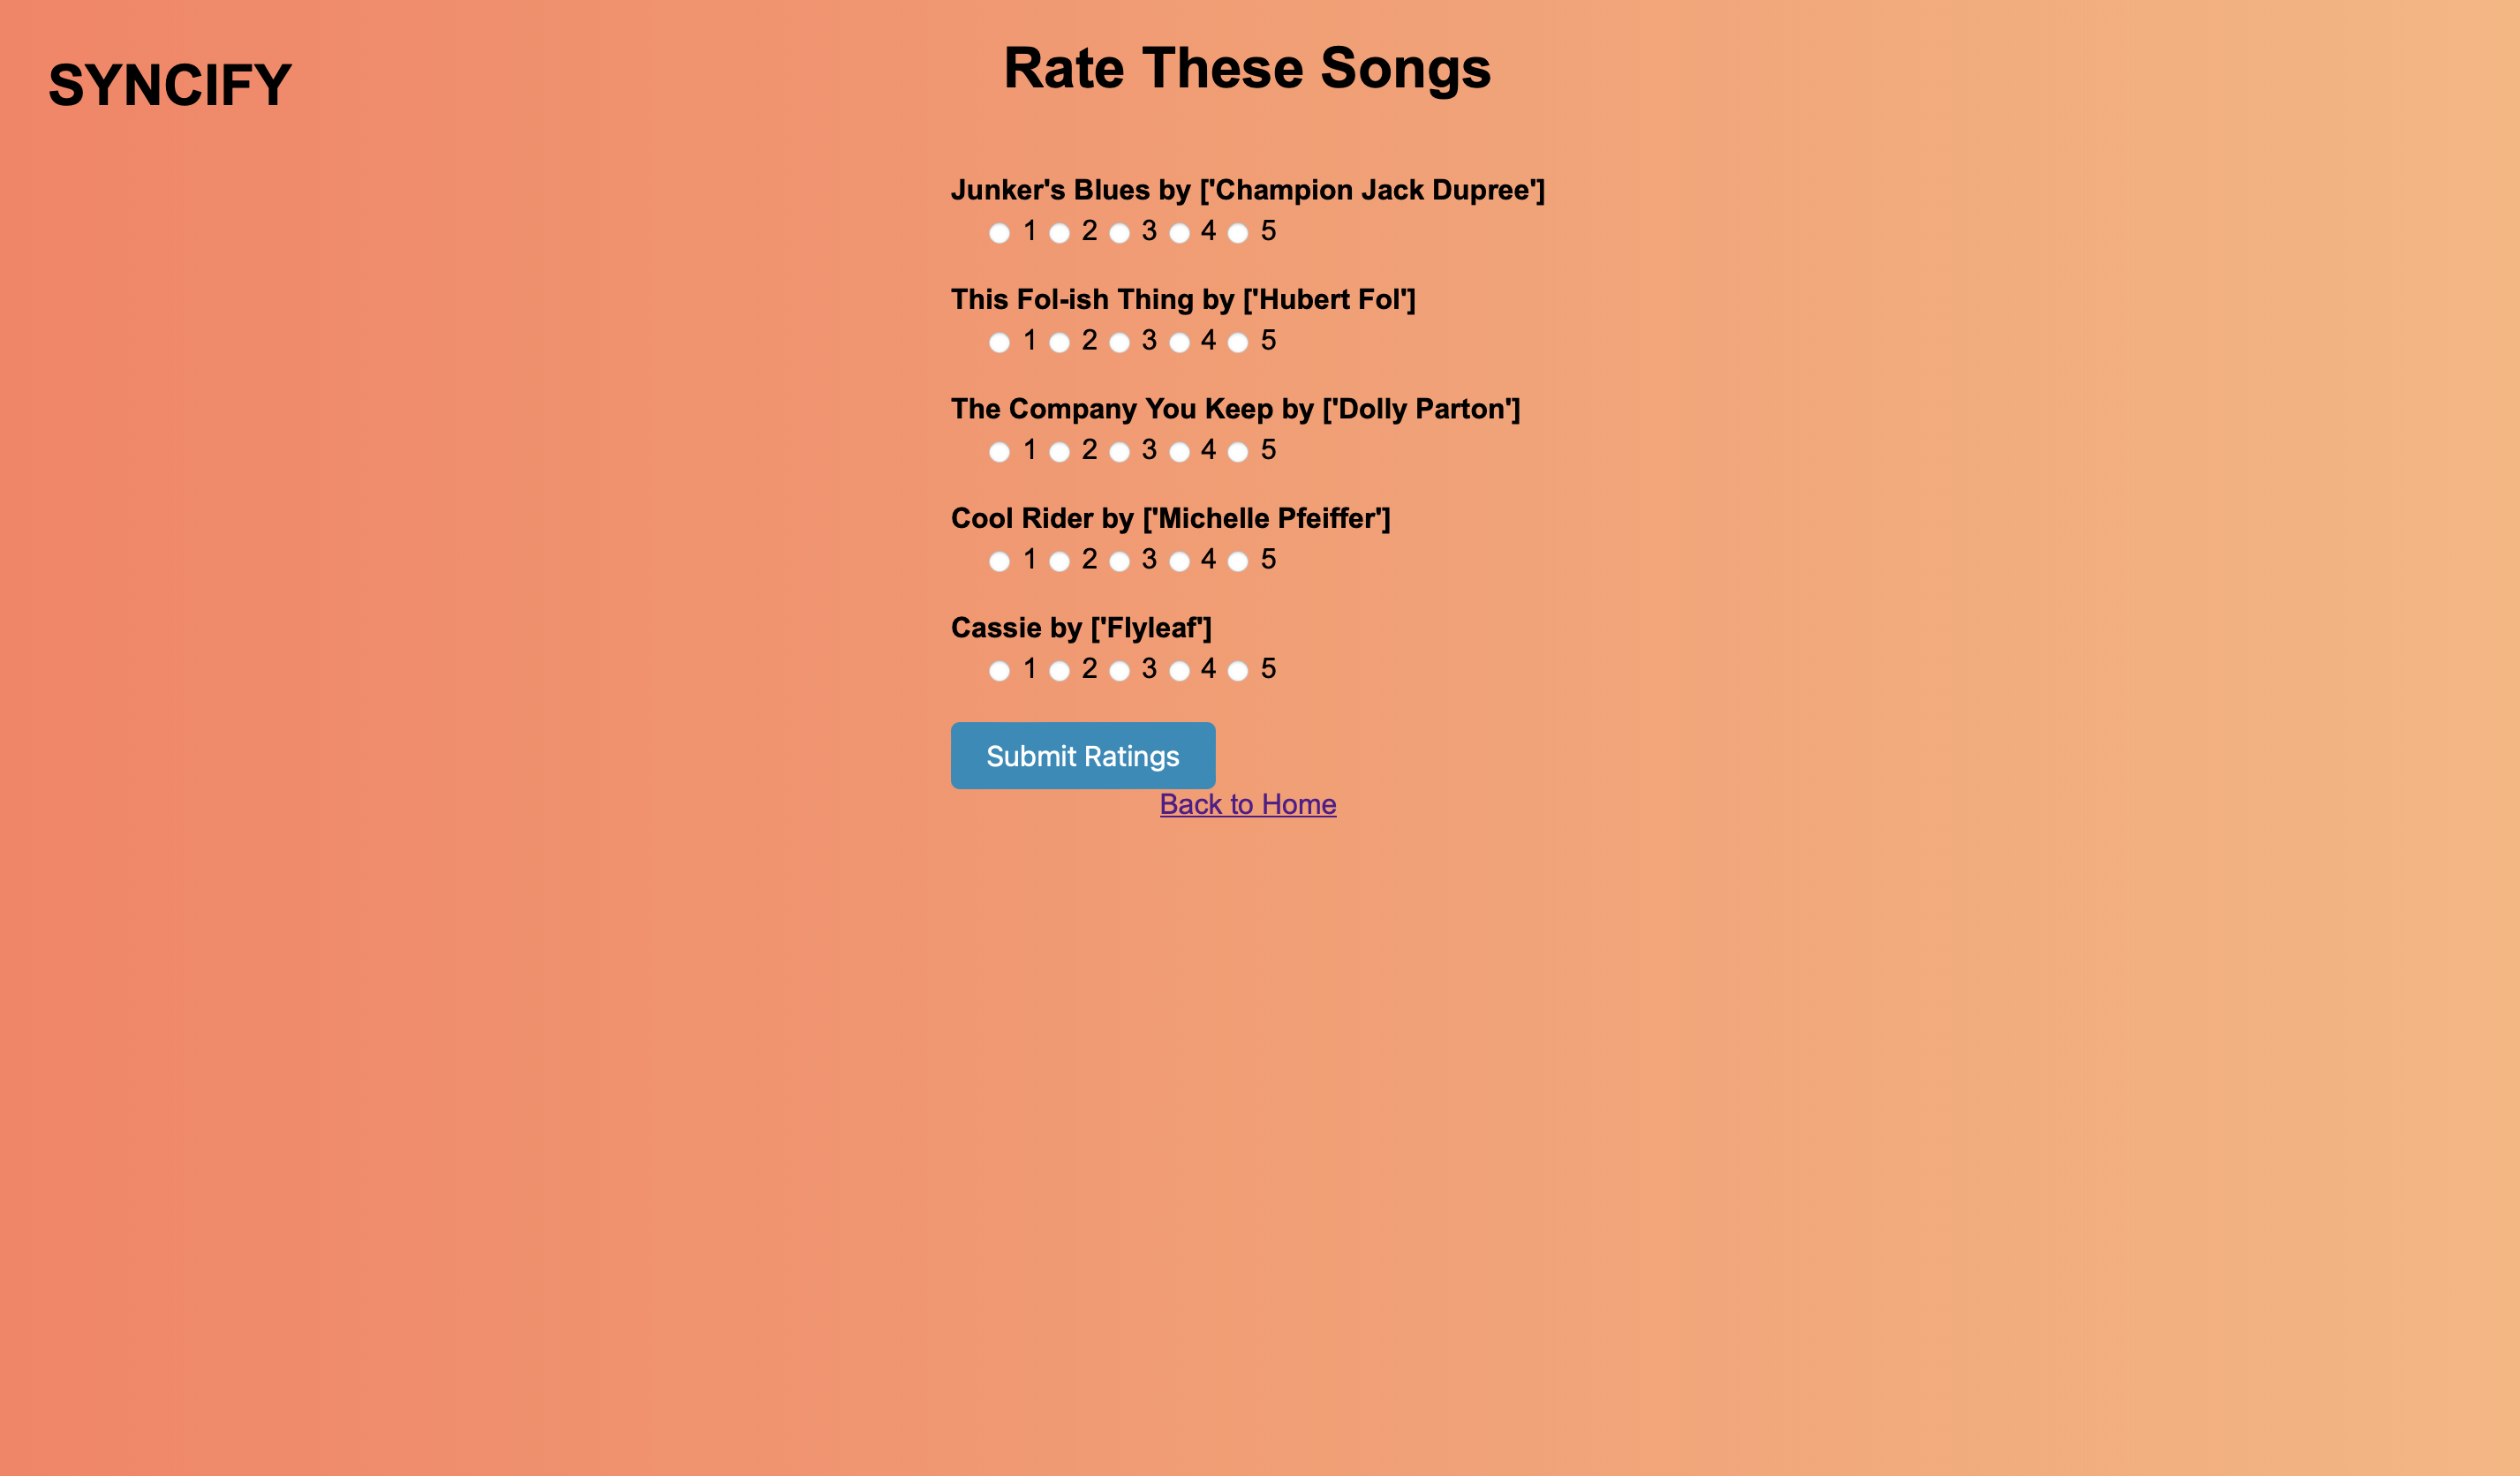 SYNCIFY
Rate These Songs
Junker's Blues by ['Champion Jack Dupree']
1 2 3 4 5
This Fol-ish Thing by ['Hubert Fol']
1 2 3 4 5
The Company You Keep by ['Dolly Parton']
1 2 3 4 5
Cool Rider by ['Michelle Pfeiffer']
1 2 3 4 5
Cassie by ['Flyleaf']
1 2 3 4 5
Submit Ratings
Back to Home